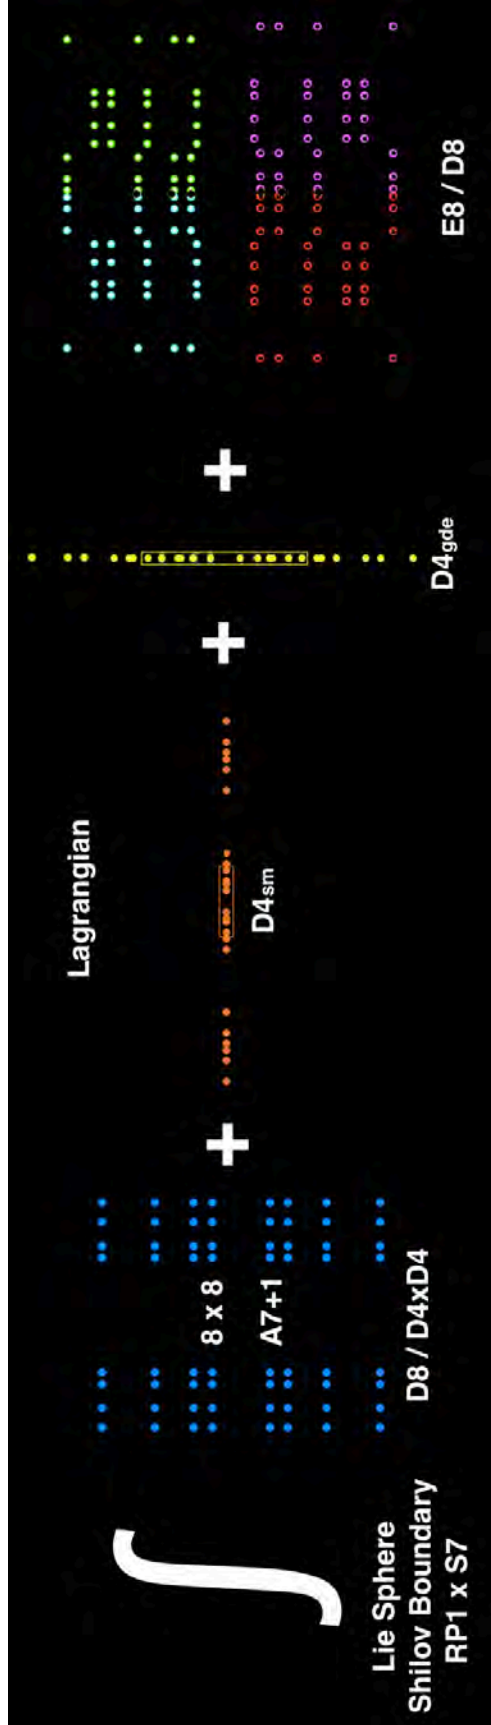 Lagrangian
Lie Sphere
Shilov Boundary
RP1 x S7
8 x 8
A7+1
D8 / D4xD4
+
D4sm
+
D4gde
+
E8 / D8